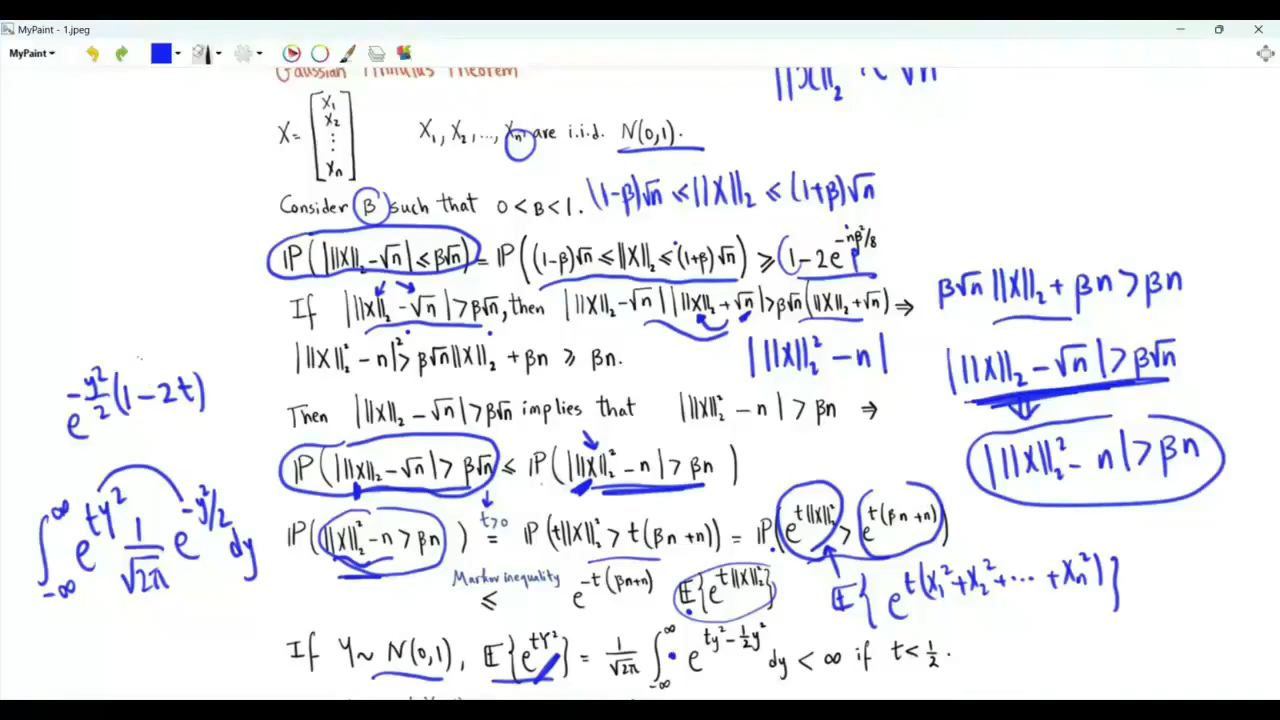 MyPaint - 1.jpeg
MyPaint
Gaussian Annulus Theorem
||X||₂ ≈ √n
X = [X₁ X₂ ⋮ Xₙ]    X₁, X₂, ..., Xₙ are i.i.d. N(0,1).
Consider β such that 0 < β < 1. (1-β)√n ≤ ||X||₂ ≤ (1+β)√n
ℙ(|||X||₂ - √n| ≤ β√n) = ℙ((1-β)√n ≤ ||X||₂ ≤ (1+β)√n) ≥ 1 - 2e^{-nβ²/8}
If |||X||₂ - √n| > β√n, then |||X||₂ - √n| |||X||₂ + √n| > β√n(||X||₂ + √n) ⇒
β√n ||X||₂ + βn > βn
|||X||₂² - n| > β√n||X||₂ + βn ≥ βn.
|||X||₂² - n|
|||X||₂ - √n| > β√n
⇓
|||X||₂² - n| > βn
Then |||X||₂ - √n| > β√n implies that |||X||₂² - n| > βn ⇒
e^{-y²/2 (1-2t)}
ℙ(|||X||₂ - √n| > β√n) ≤ ℙ(|||X||₂² - n| > βn)
∫_{-∞}^{∞} e^{ty²} 1/√2π e^{-y²/2} dy
ℙ(||X||₂² - n > βn) =^{t>0} ℙ(t||X||₂² > t(βn+n)) = ℙ(e^{t||X||₂²} > e^{t(βn+n)})
Markov inequality ≤ e^{-t(βn+n)} 𝔼{e^{t||X||₂²}}
𝔼{e^{t(X₁²+X₂²+⋯+Xₙ²)}}
If Y ~ N(0,1), 𝔼{e^{tY²}} = 1/√2π ∫_{-∞}^{∞} e^{ty² - ½y²} dy < ∞ if t < ½.